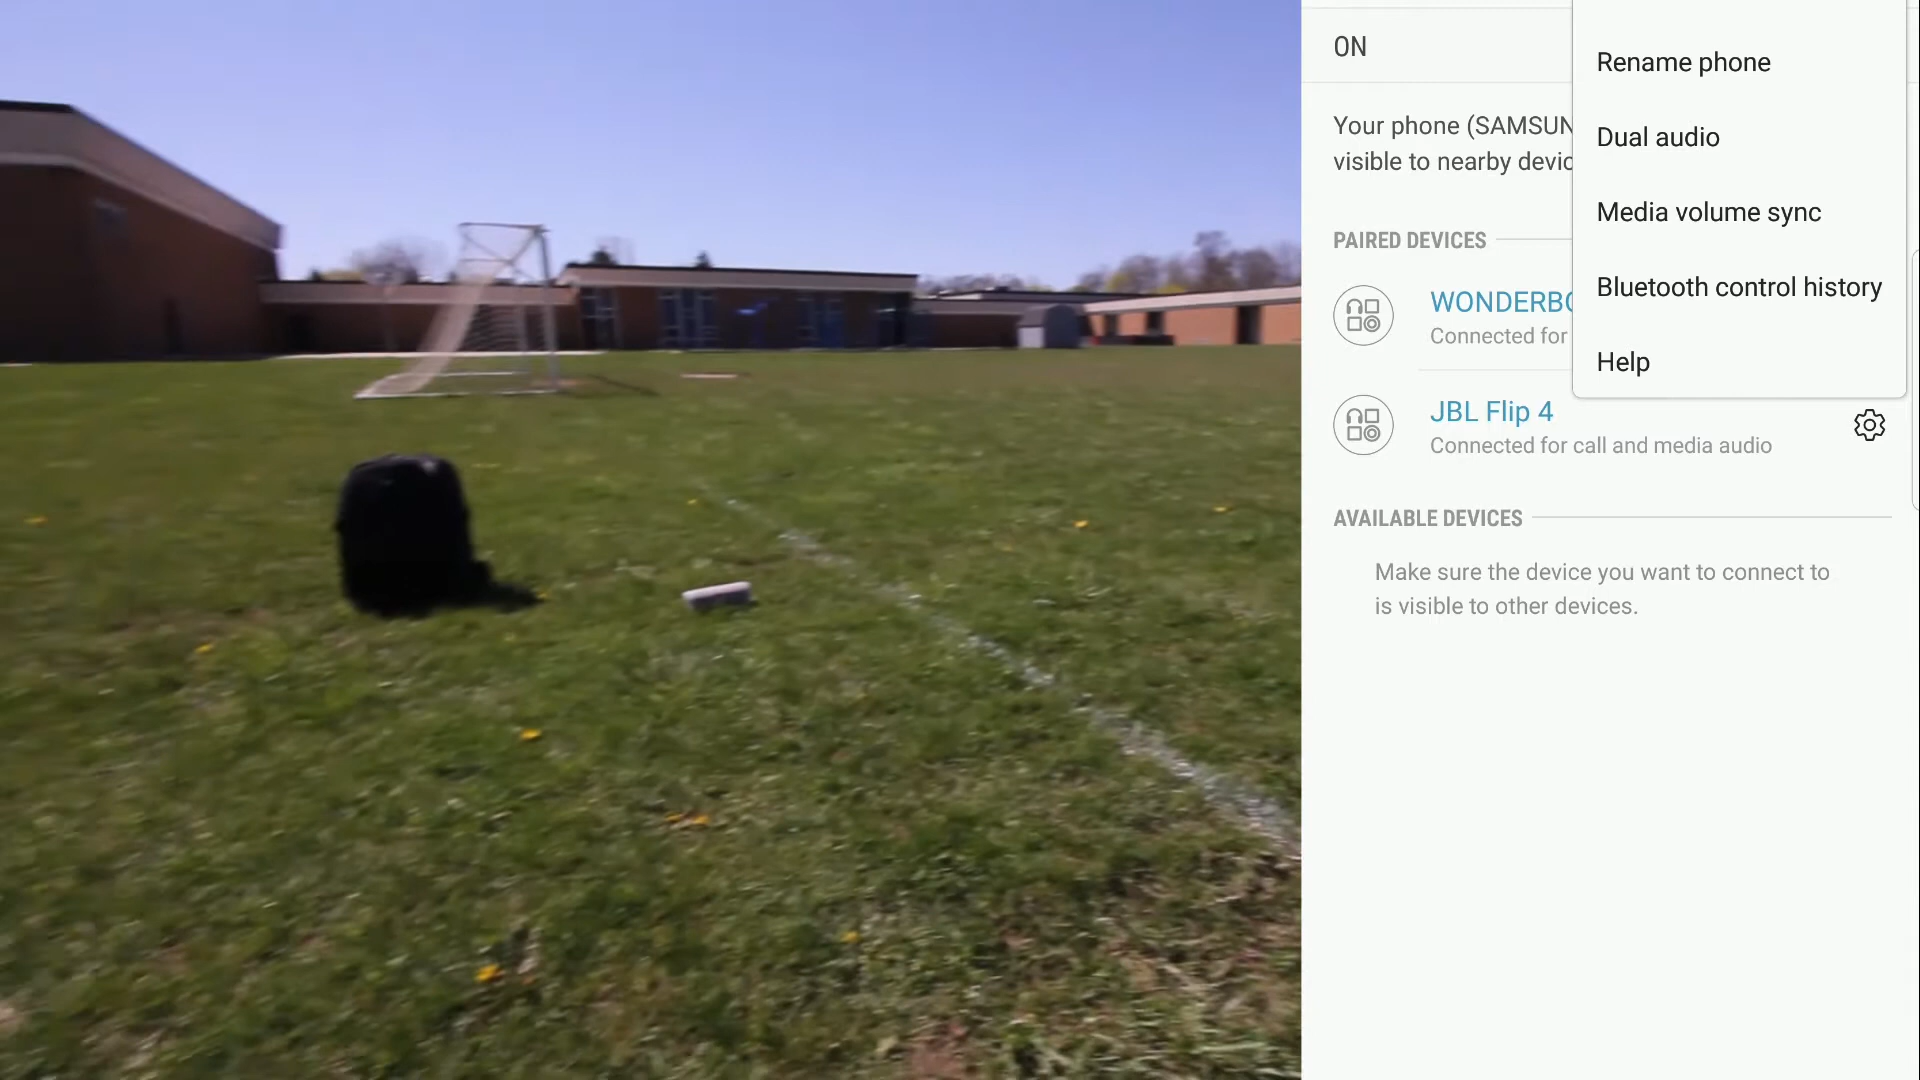 ON
Your phone (SAMSUN
visible to nearby devic
PAIRED DEVICES
WONDERBO
Connected for
JBL Flip 4
Connected for call and media audio
AVAILABLE DEVICES
Make sure the device you want to connect to
is visible to other devices.
Rename phone
Dual audio
Media volume sync
Bluetooth control history
Help